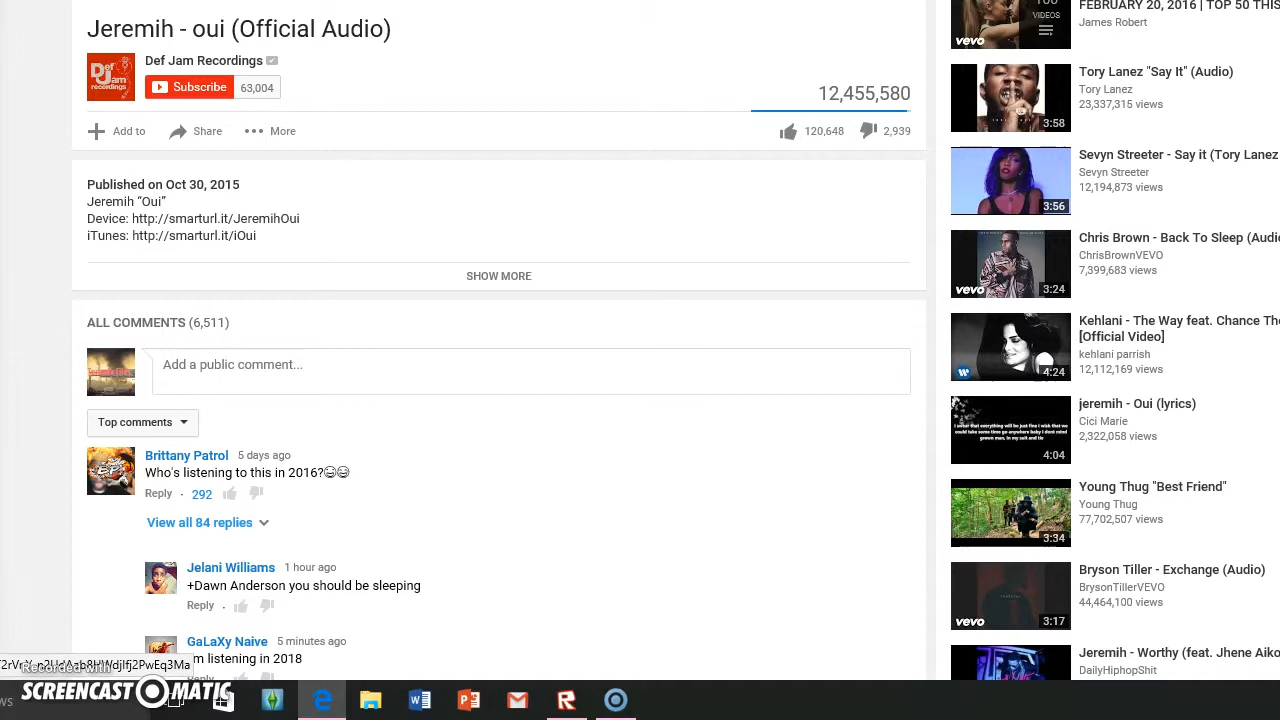 Jeremih - oui (Official Audio)
Def Jam recordings
Def Jam Recordings
Subscribe 63,004
12,455,580
Add to Share More
120,648 2,939
Published on Oct 30, 2015
Jeremih “Oui”
Device: http://smarturl.it/JeremihOui
iTunes: http://smarturl.it/iOui
SHOW MORE
ALL COMMENTS (6,511)
Add a public comment...
Top comments
Brittany Patrol 5 days ago
Who's listening to this in 2016?😂😂
Reply · 292
View all 84 replies
Jelani Williams 1 hour ago
+Dawn Anderson you should be sleeping
Reply ·
GaLaXy Naive 5 minutes ago
m listening in 2018
Recorded with
SCREENCAST-O-MATIC
VIDEOS
vevo
FEBRUARY 20, 2016 | TOP 50 THIS
James Robert
3:58
Tory Lanez "Say It" (Audio)
Tory Lanez
23,337,315 views
3:56
Sevyn Streeter - Say it (Tory Lanez
Sevyn Streeter
12,194,873 views
vevo 3:24
Chris Brown - Back To Sleep (Audio
ChrisBrownVEVO
7,399,683 views
4:24
Kehlani - The Way feat. Chance The
[Official Video]
kehlani parrish
12,112,169 views
4:04
jeremih - Oui (lyrics)
Cici Marie
2,322,058 views
3:34
Young Thug "Best Friend"
Young Thug
77,702,507 views
vevo 3:17
Bryson Tiller - Exchange (Audio)
BrysonTillerVEVO
44,464,100 views
Jeremih - Worthy (feat. Jhene Aiko
DailyHiphopShit